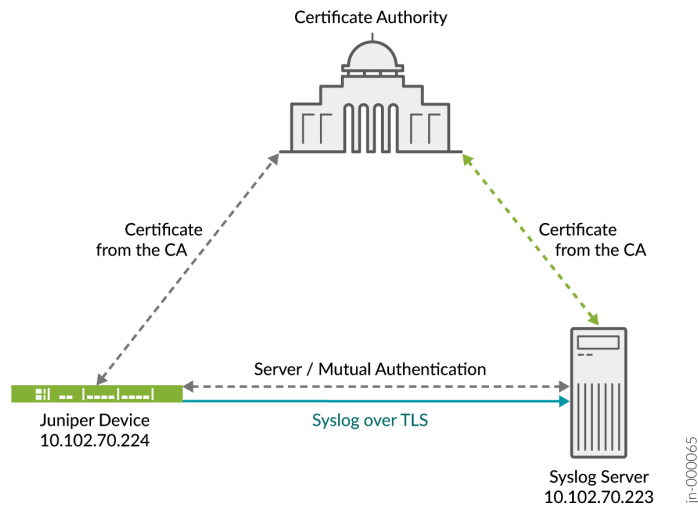 Certificate Authority
Certificate
from the CA
Certificate
from the CA
Server / Mutual Authentication
Syslog over TLS
Juniper Device
10.102.70.224
Syslog Server
10.102.70.223
jn-000065